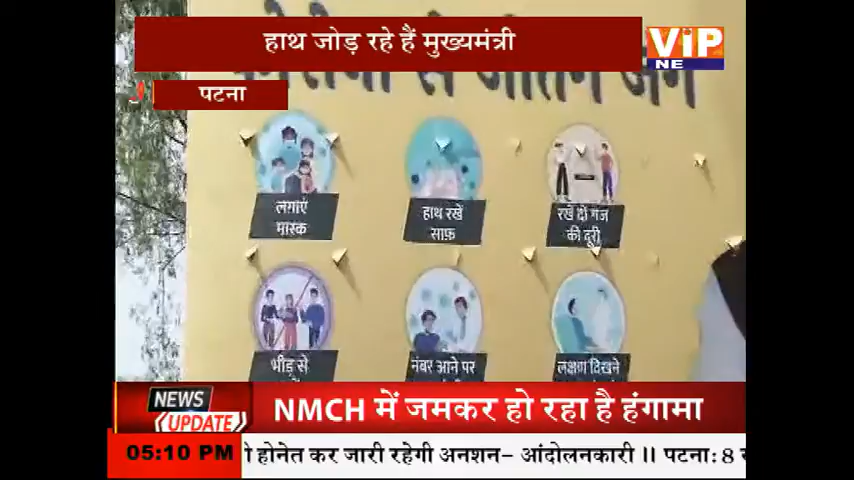 हाथ जोड़ रहे हैं मुख्यमंत्री
VIP
NE
पटना
से अंतिम जंग
लगाएं
मास्क
हाथ रखें
साफ़
रखें दो गज
की दूरी
भीड़ से
नंबर आने पर
लक्षण दिखने
NEWS
UPDATE
NMCH में जमकर हो रहा है हंगामा
05:10 PM
होनेत कर जारी रहेगी अनशन- आंदोलनकारी || पटना: 8